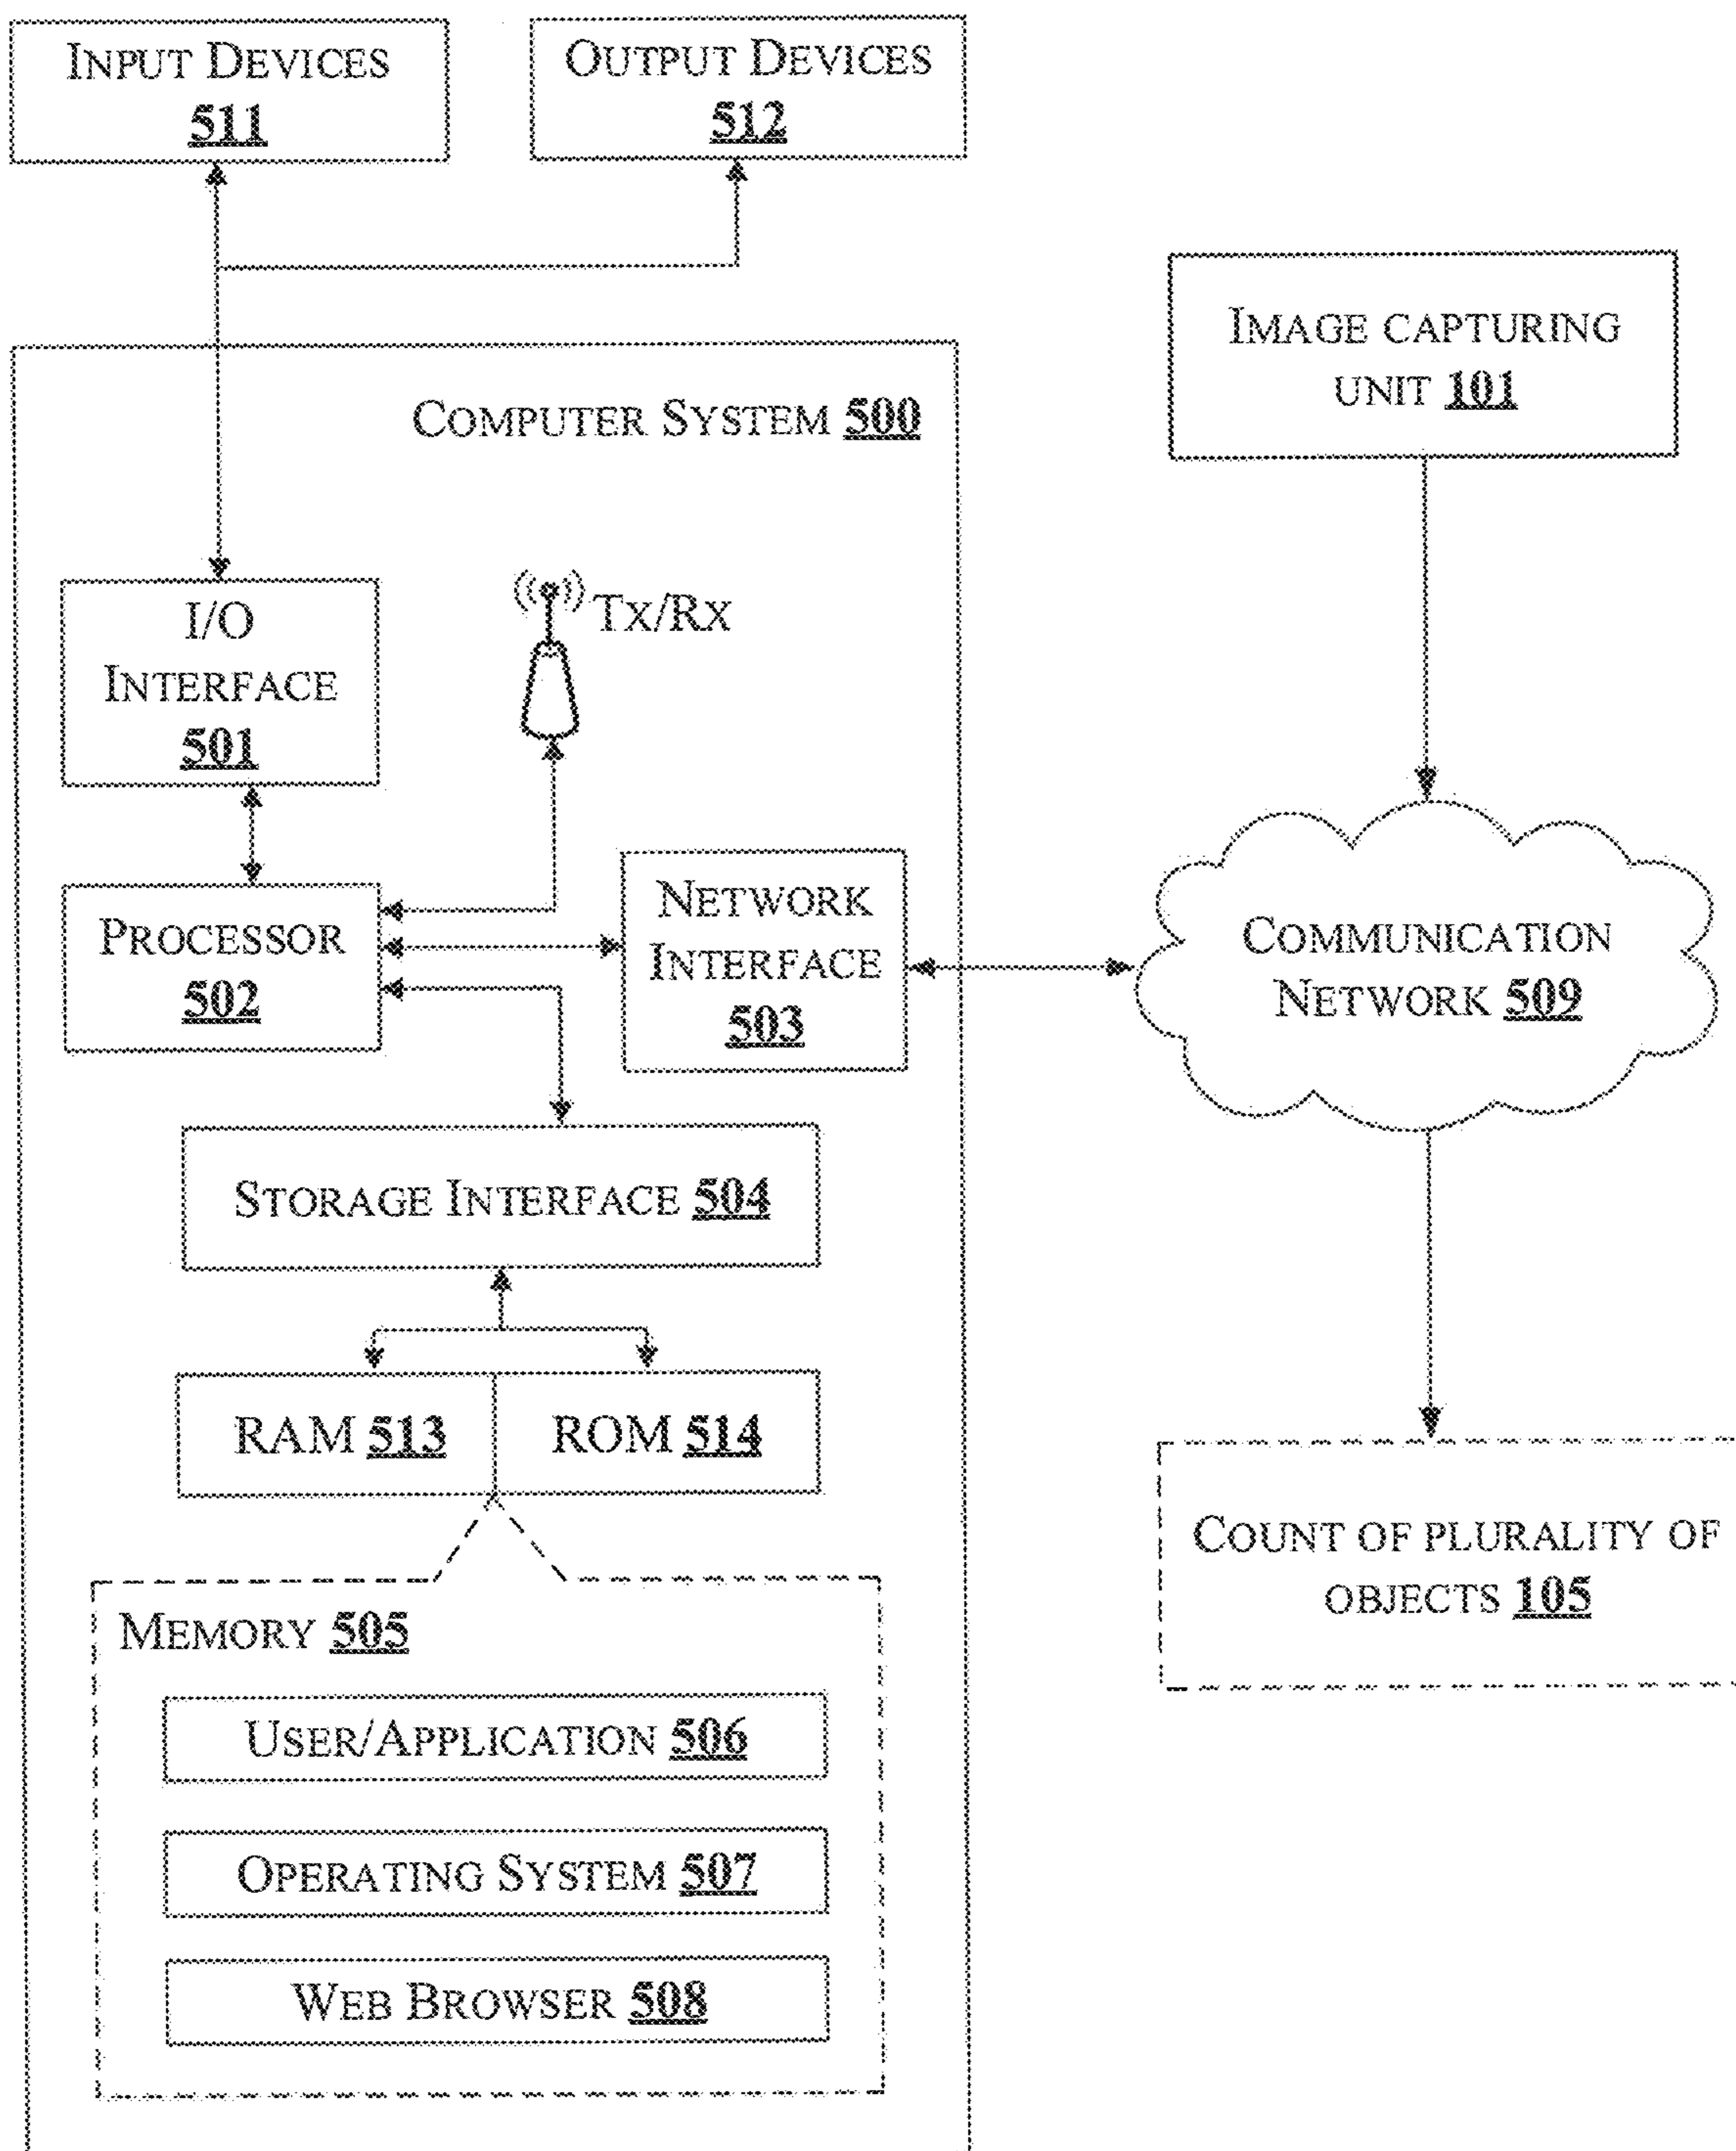 INPUT DEVICES
511
OUTPUT DEVICES
512
IMAGE CAPTURING
UNIT 101
COMPUTER SYSTEM 500
I/O
INTERFACE
501
TX/RX
PROCESSOR
502
NETWORK
INTERFACE
503
COMMUNICATION
NETWORK 509
STORAGE INTERFACE 504
RAM 513
ROM 514
COUNT OF PLURALITY OF
OBJECTS 105
MEMORY 505
USER/APPLICATION 506
OPERATING SYSTEM 507
WEB BROWSER 508